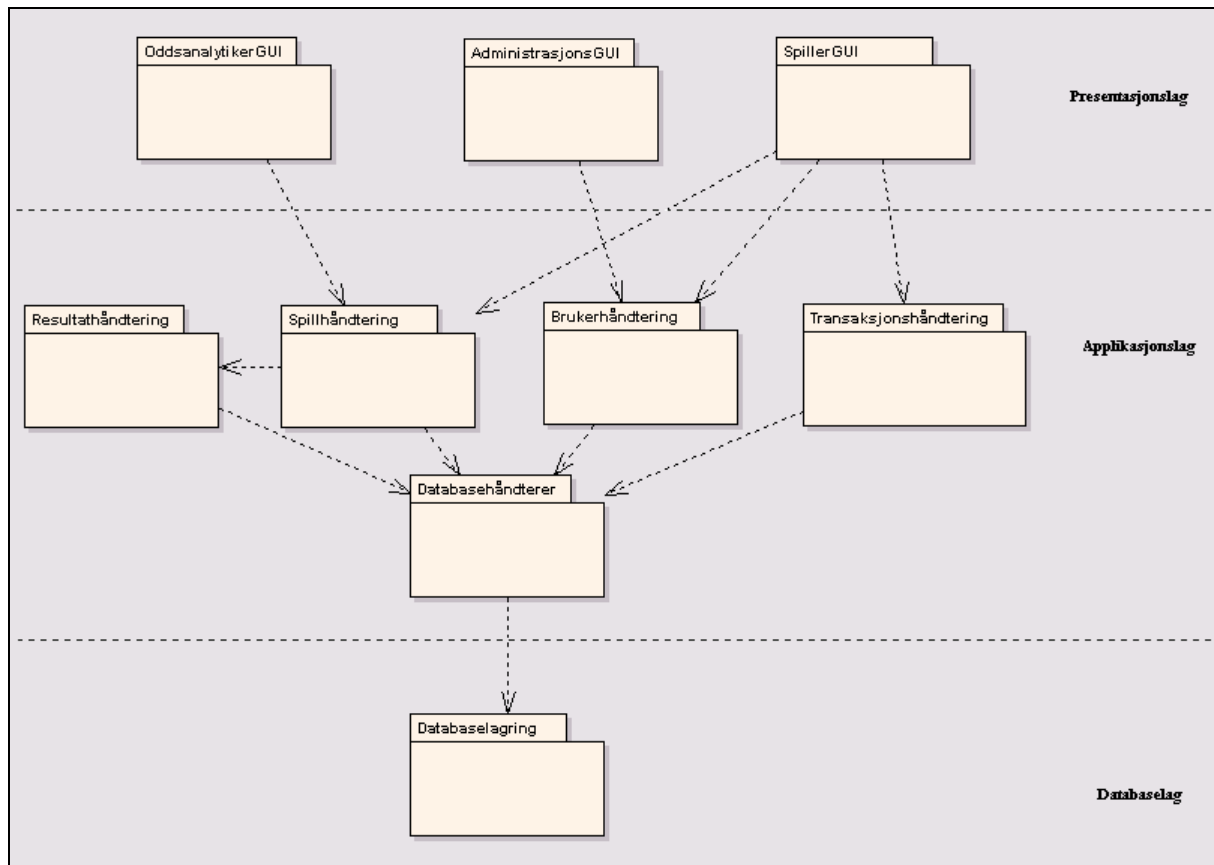 OddsanalytikerGUI
AdministrasjonsGUI
SpillerGUI
Presentasjonslag
Resultathåndtering
Spillhåndtering
Brukerhåndtering
Transaksjonshåndtering
Applikasjonslag
Databasehåndterer
Databaselagring
Databaselag